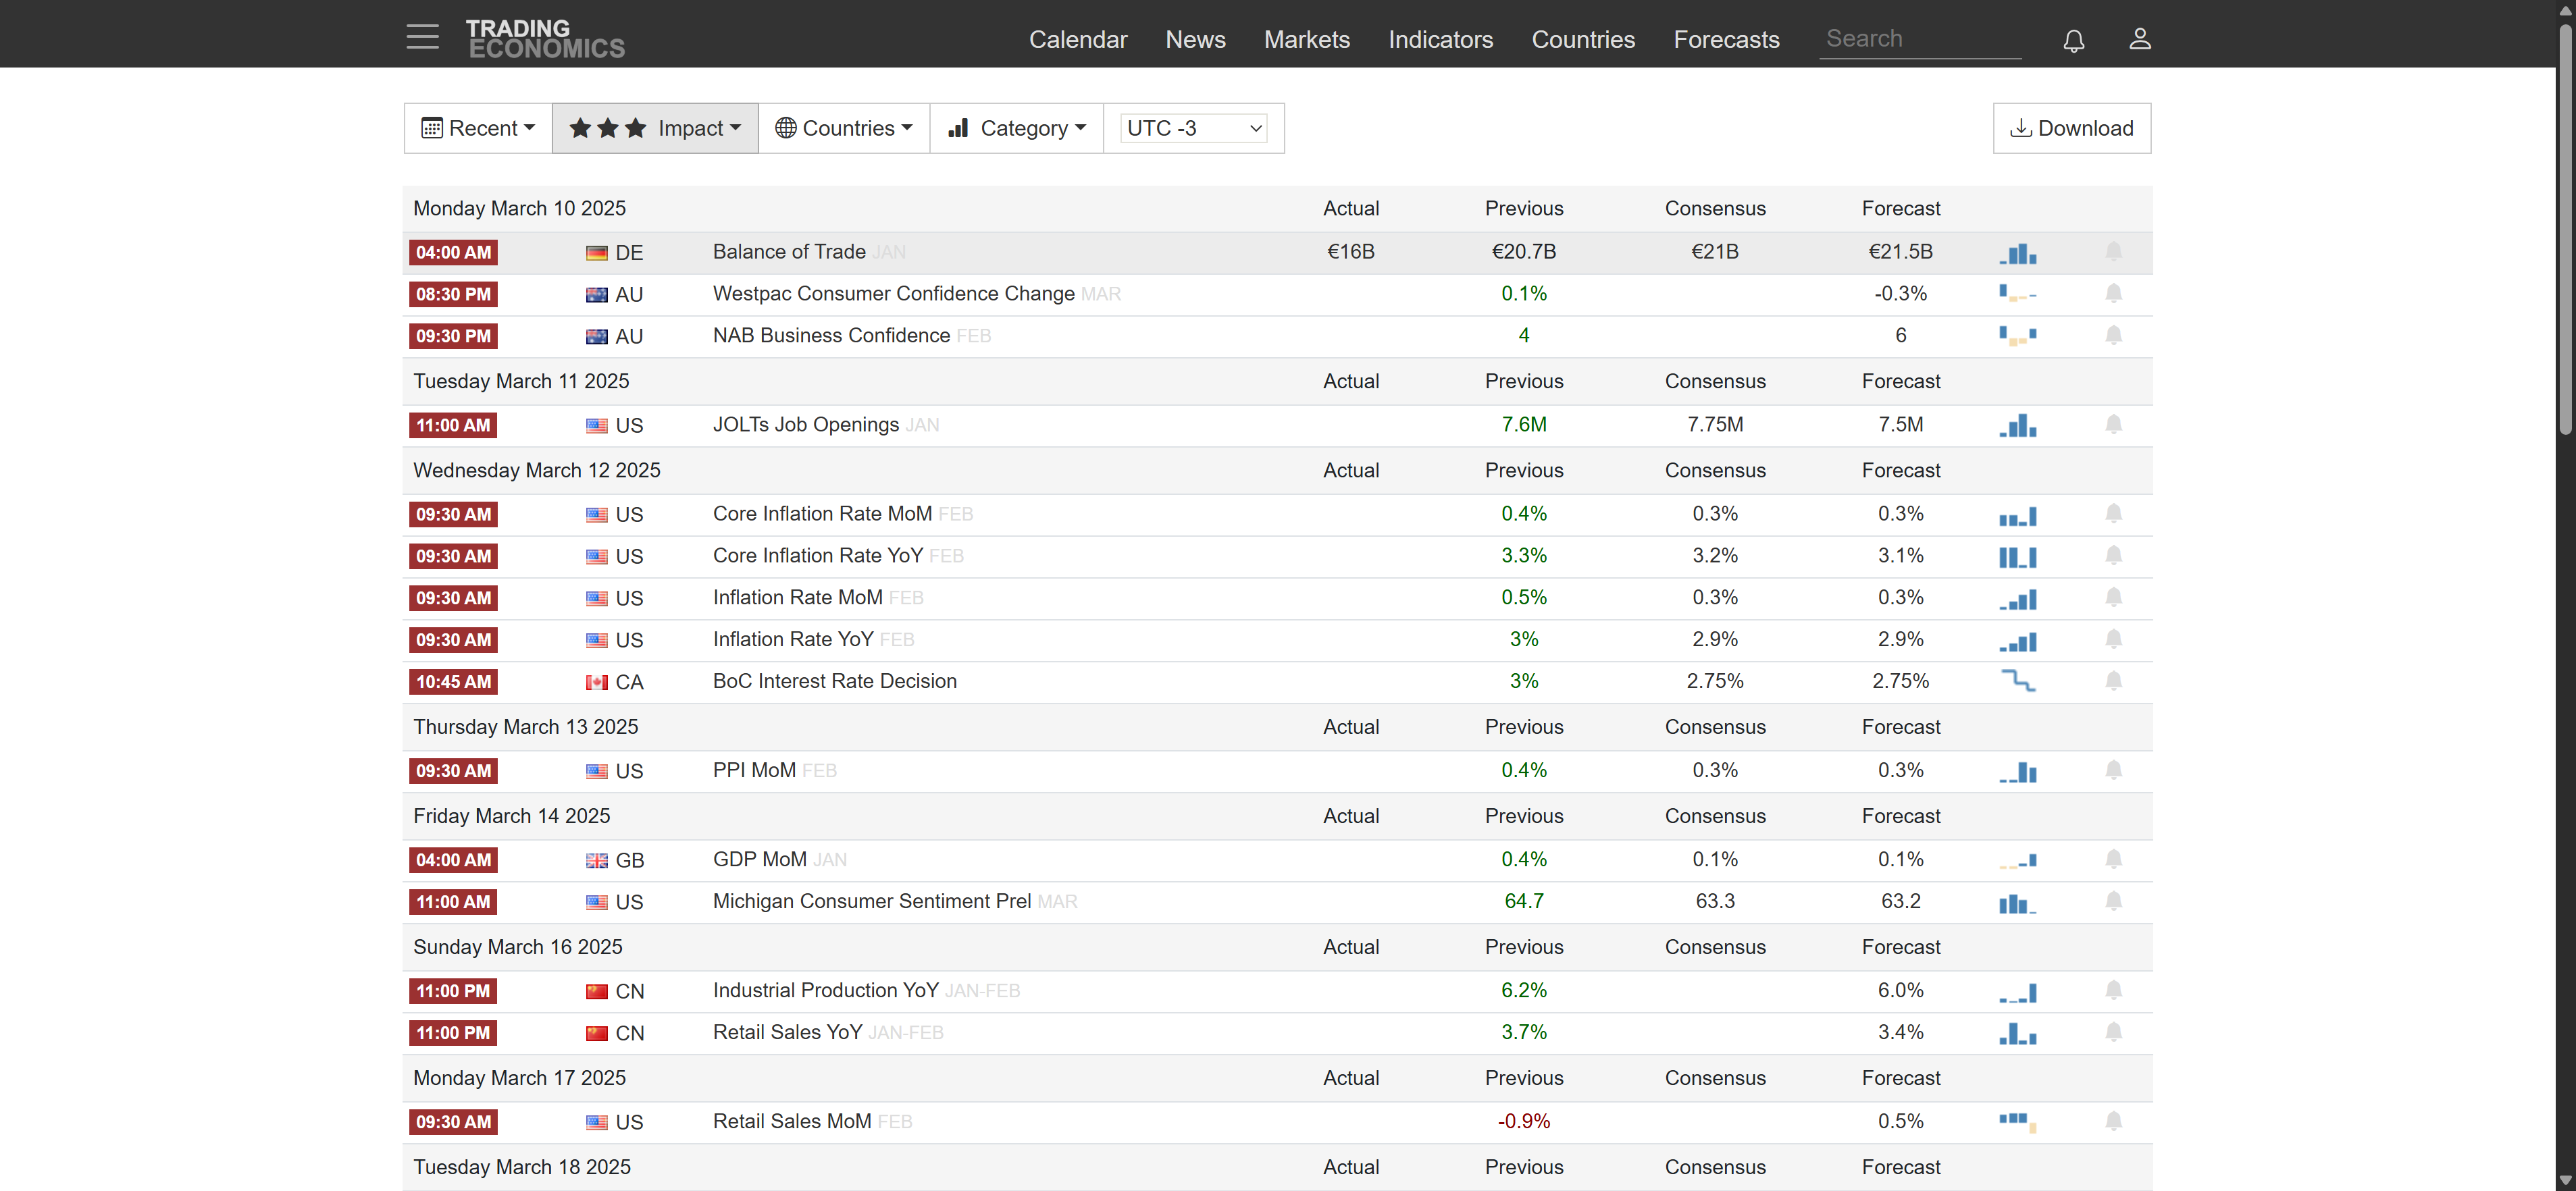 TRADING
ECONOMICS
Calendar News Markets Indicators Countries Forecasts Search
Recent Impact Countries Category UTC -3 Download
Monday March 10 2025 Actual Previous Consensus Forecast
04:00 AM DE Balance of Trade JAN €16B €20.7B €21B €21.5B
08:30 PM AU Westpac Consumer Confidence Change MAR 0.1% -0.3%
09:30 PM AU NAB Business Confidence FEB 4 6
Tuesday March 11 2025 Actual Previous Consensus Forecast
11:00 AM US JOLTs Job Openings JAN 7.6M 7.75M 7.5M
Wednesday March 12 2025 Actual Previous Consensus Forecast
09:30 AM US Core Inflation Rate MoM FEB 0.4% 0.3% 0.3%
09:30 AM US Core Inflation Rate YoY FEB 3.3% 3.2% 3.1%
09:30 AM US Inflation Rate MoM FEB 0.5% 0.3% 0.3%
09:30 AM US Inflation Rate YoY FEB 3% 2.9% 2.9%
10:45 AM CA BoC Interest Rate Decision 3% 2.75% 2.75%
Thursday March 13 2025 Actual Previous Consensus Forecast
09:30 AM US PPI MoM FEB 0.4% 0.3% 0.3%
Friday March 14 2025 Actual Previous Consensus Forecast
04:00 AM GB GDP MoM JAN 0.4% 0.1% 0.1%
11:00 AM US Michigan Consumer Sentiment Prel MAR 64.7 63.3 63.2
Sunday March 16 2025 Actual Previous Consensus Forecast
11:00 PM CN Industrial Production YoY JAN-FEB 6.2% 6.0%
11:00 PM CN Retail Sales YoY JAN-FEB 3.7% 3.4%
Monday March 17 2025 Actual Previous Consensus Forecast
09:30 AM US Retail Sales MoM FEB -0.9% 0.5%
Tuesday March 18 2025 Actual Previous Consensus Forecast